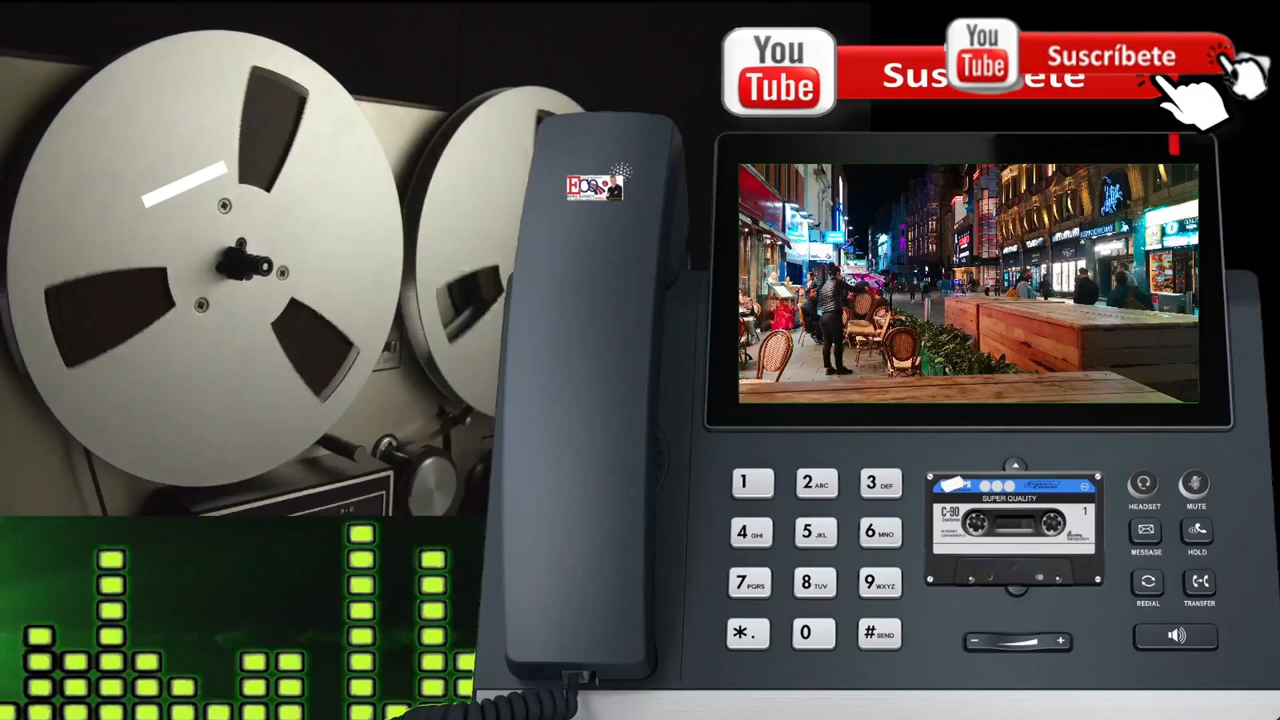 You
Tube
Sus
ete
You
Tube
Suscríbete
HIPPODROME
1
2 ABC
3 DEF
4 GHI
5 JKL
6 MNO
7 PQRS
8 TUV
9 WXYZ
*.
0
# SEND
SUPER QUALITY
C-90
1
HEADSET
MUTE
MESSAGE
HOLD
REDIAL
TRANSFER
- +